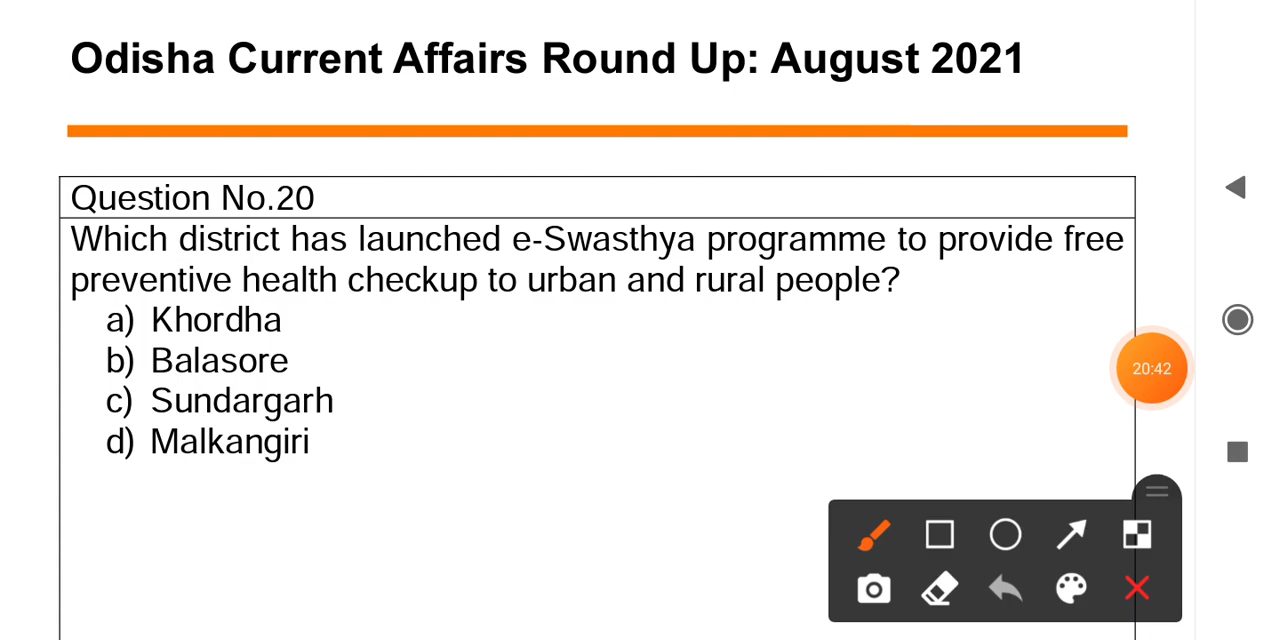 Odisha Current Affairs Round Up: August 2021
Question No.20
Which district has launched e-Swasthya programme to provide free
preventive health checkup to urban and rural people?
a) Khordha
b) Balasore
c) Sundargarh
d) Malkangiri
20:42